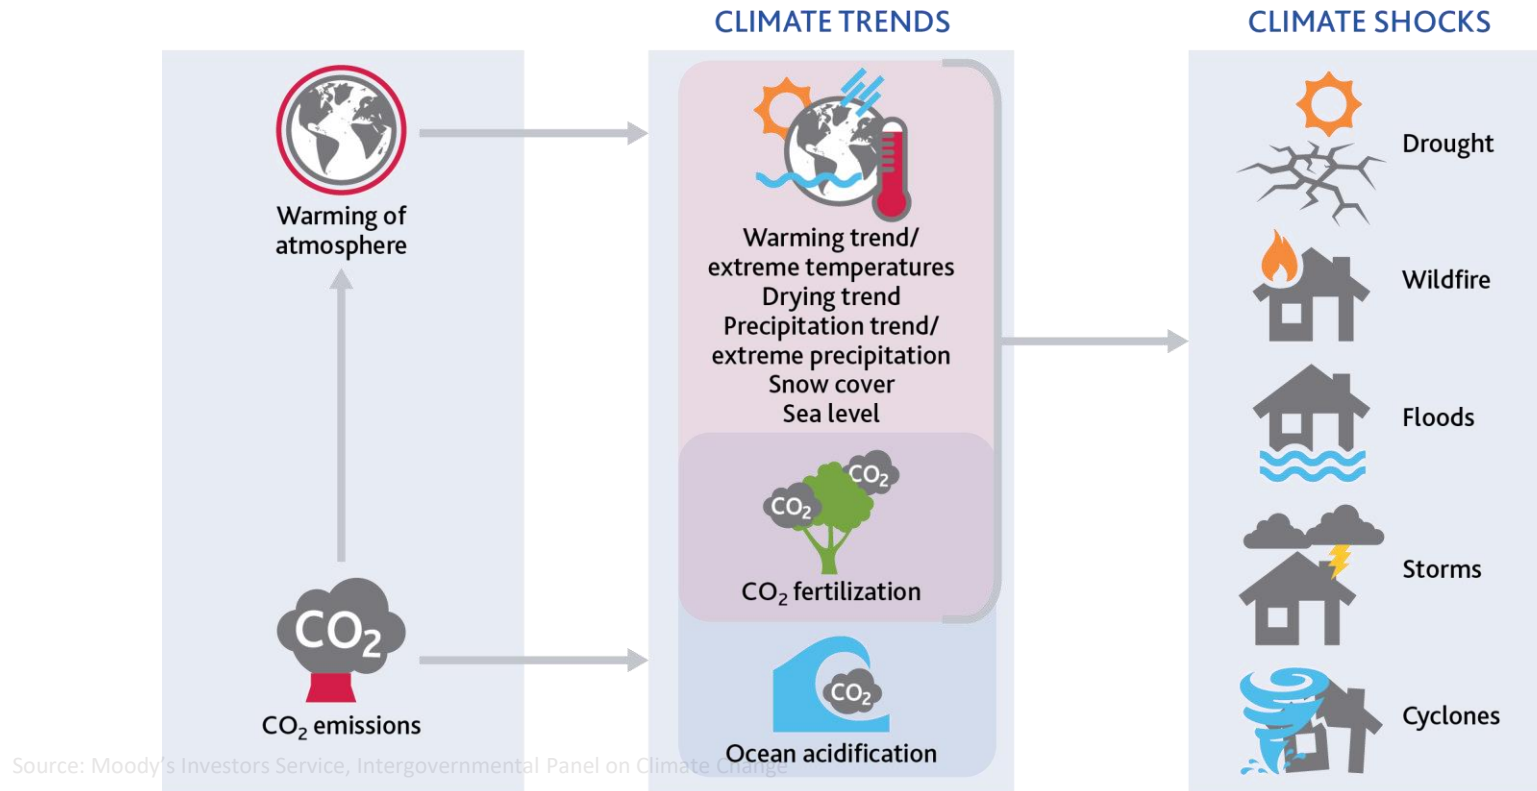 CLIMATE TRENDS
CLIMATE SHOCKS
Warming of
atmosphere
CO₂
CO₂ emissions
Warming trend/
extreme temperatures
Drying trend
Precipitation trend/
extreme precipitation
Snow cover
Sea level
CO₂
CO₂
CO₂ fertilization
CO₂
Ocean acidification
Drought
Wildfire
Floods
Storms
Cyclones
Source: Moody's Investors Service, Intergovernmental Panel on Climate Change